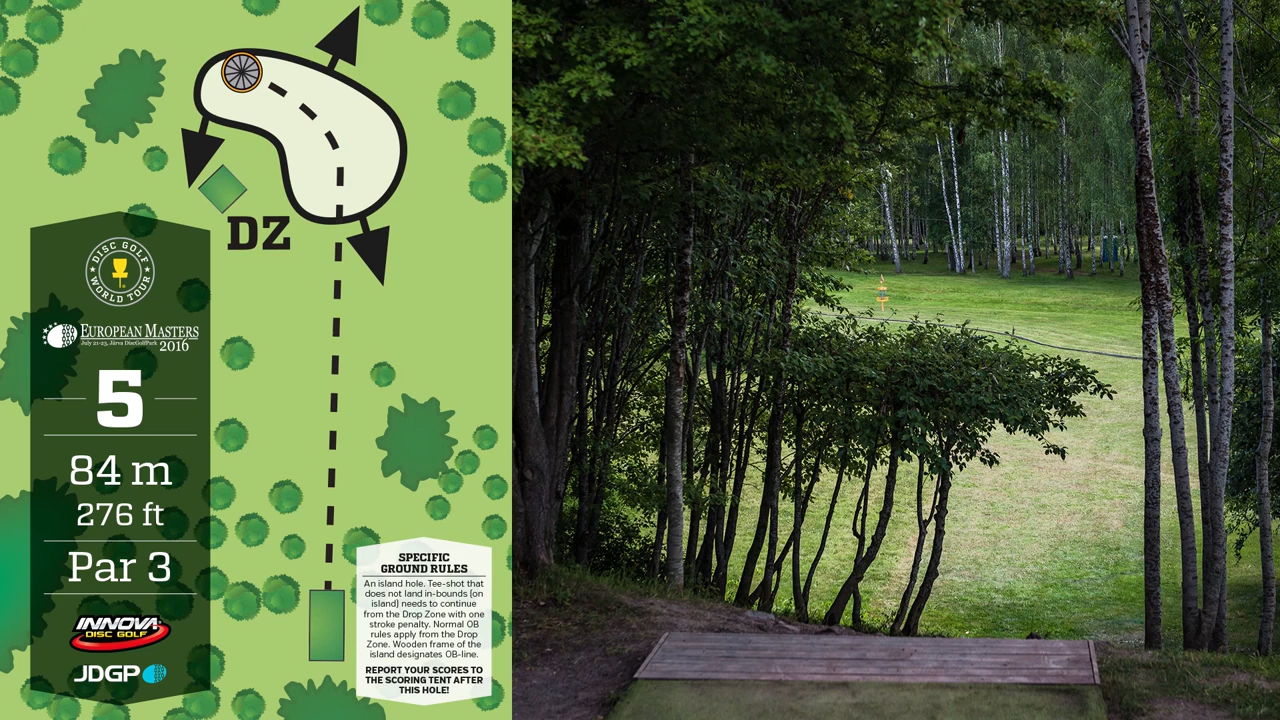 DZ
DISC GOLF
WORLD TOUR
EUROPEAN MASTERS
July 21-23, Järva DiscGolfPark
2016
5
84 m
276 ft
Par 3
INNOVA
DISC GOLF
JDGP
SPECIFIC
GROUND RULES
An island hole. Tee-shot that
does not land in-bounds (on
island) needs to continue
from the Drop Zone with one
stroke penalty. Normal OB
rules apply from the Drop
Zone. Wooden frame of the
island designates OB-line.
REPORT YOUR SCORES TO
THE SCORING TENT AFTER
THIS HOLE!